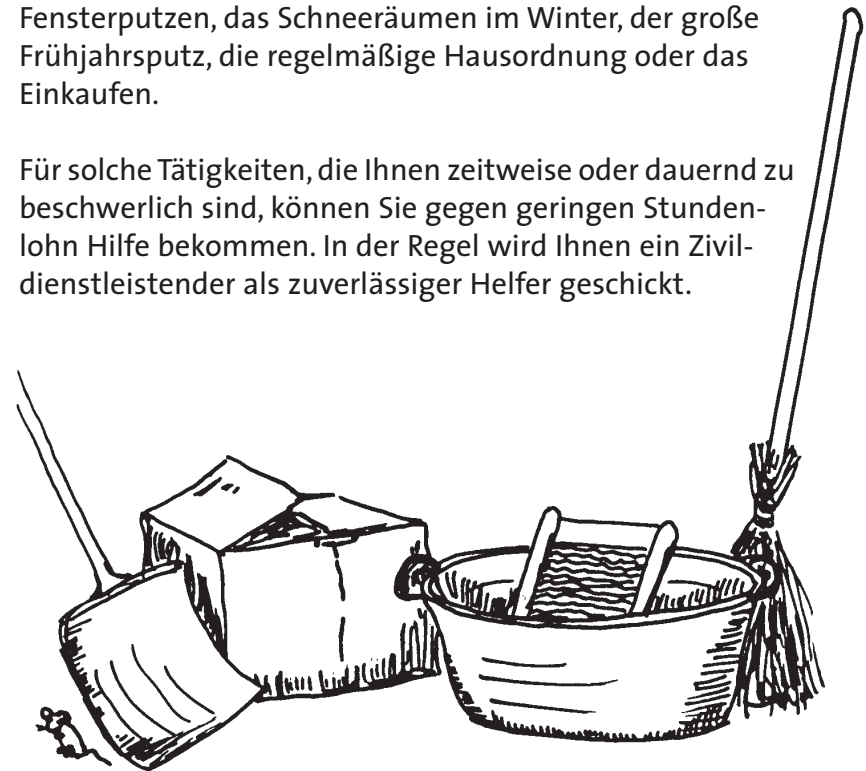 Fensterputzen, das Schneeräumen im Winter, der große
Frühjahrsputz, die regelmäßige Hausordnung oder das
Einkaufen.
Für solche Tätigkeiten, die Ihnen zeitweise oder dauernd zu
beschwerlich sind, können Sie gegen geringen Stunden-
lohn Hilfe bekommen. In der Regel wird Ihnen ein Zivil-
dienstleistender als zuverlässiger Helfer geschickt.